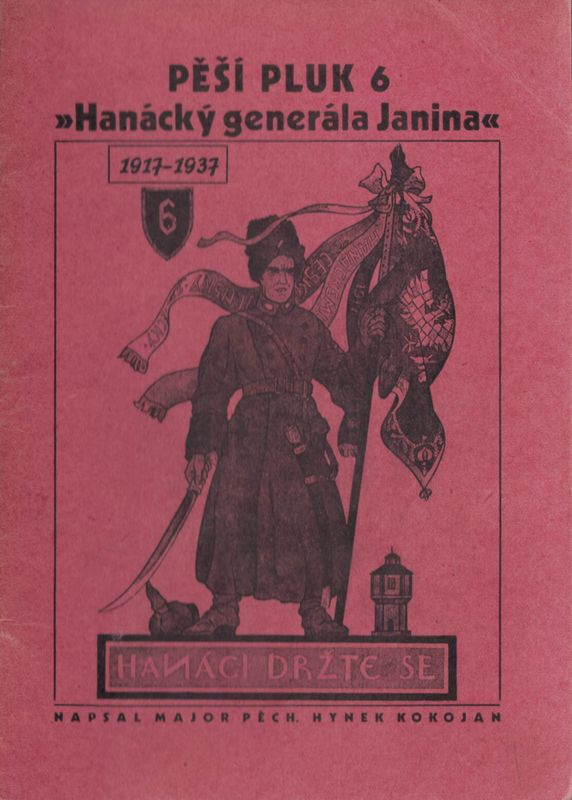 PĚŠÍ PLUK 6
»Hanácký generála Janina«
1917-1937
6
HANÁCI DRŽTE SE
NAPSAL MAJOR PĚCH. HYNEK KOKOJAN